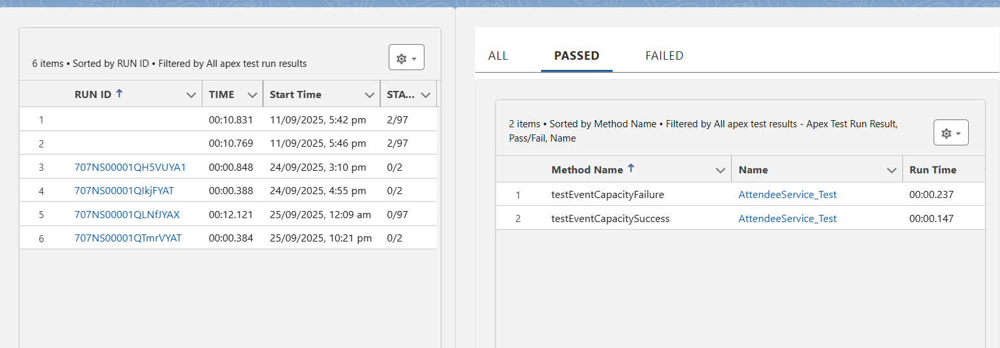 6 items • Sorted by RUN ID • Filtered by All apex test run results
RUN ID TIME Start Time STA...
1 00:10.831 11/09/2025, 5:42 pm 2/97
2 00:10.769 11/09/2025, 5:46 pm 2/97
3 707NS00001QH5VUYA1 00:00.848 24/09/2025, 3:10 pm 0/2
4 707NS00001QIkjFYAT 00:00.388 24/09/2025, 4:55 pm 0/2
5 707NS00001QLNfJYAX 00:12.121 25/09/2025, 12:09 am 0/97
6 707NS00001QTmrVYAT 00:00.384 25/09/2025, 10:21 pm 0/2
ALL PASSED FAILED
2 items • Sorted by Method Name • Filtered by All apex test results - Apex Test Run Result,
Pass/Fail, Name
Method Name Name Run Time
1 testEventCapacityFailure AttendeeService_Test 00:00.237
2 testEventCapacitySuccess AttendeeService_Test 00:00.147